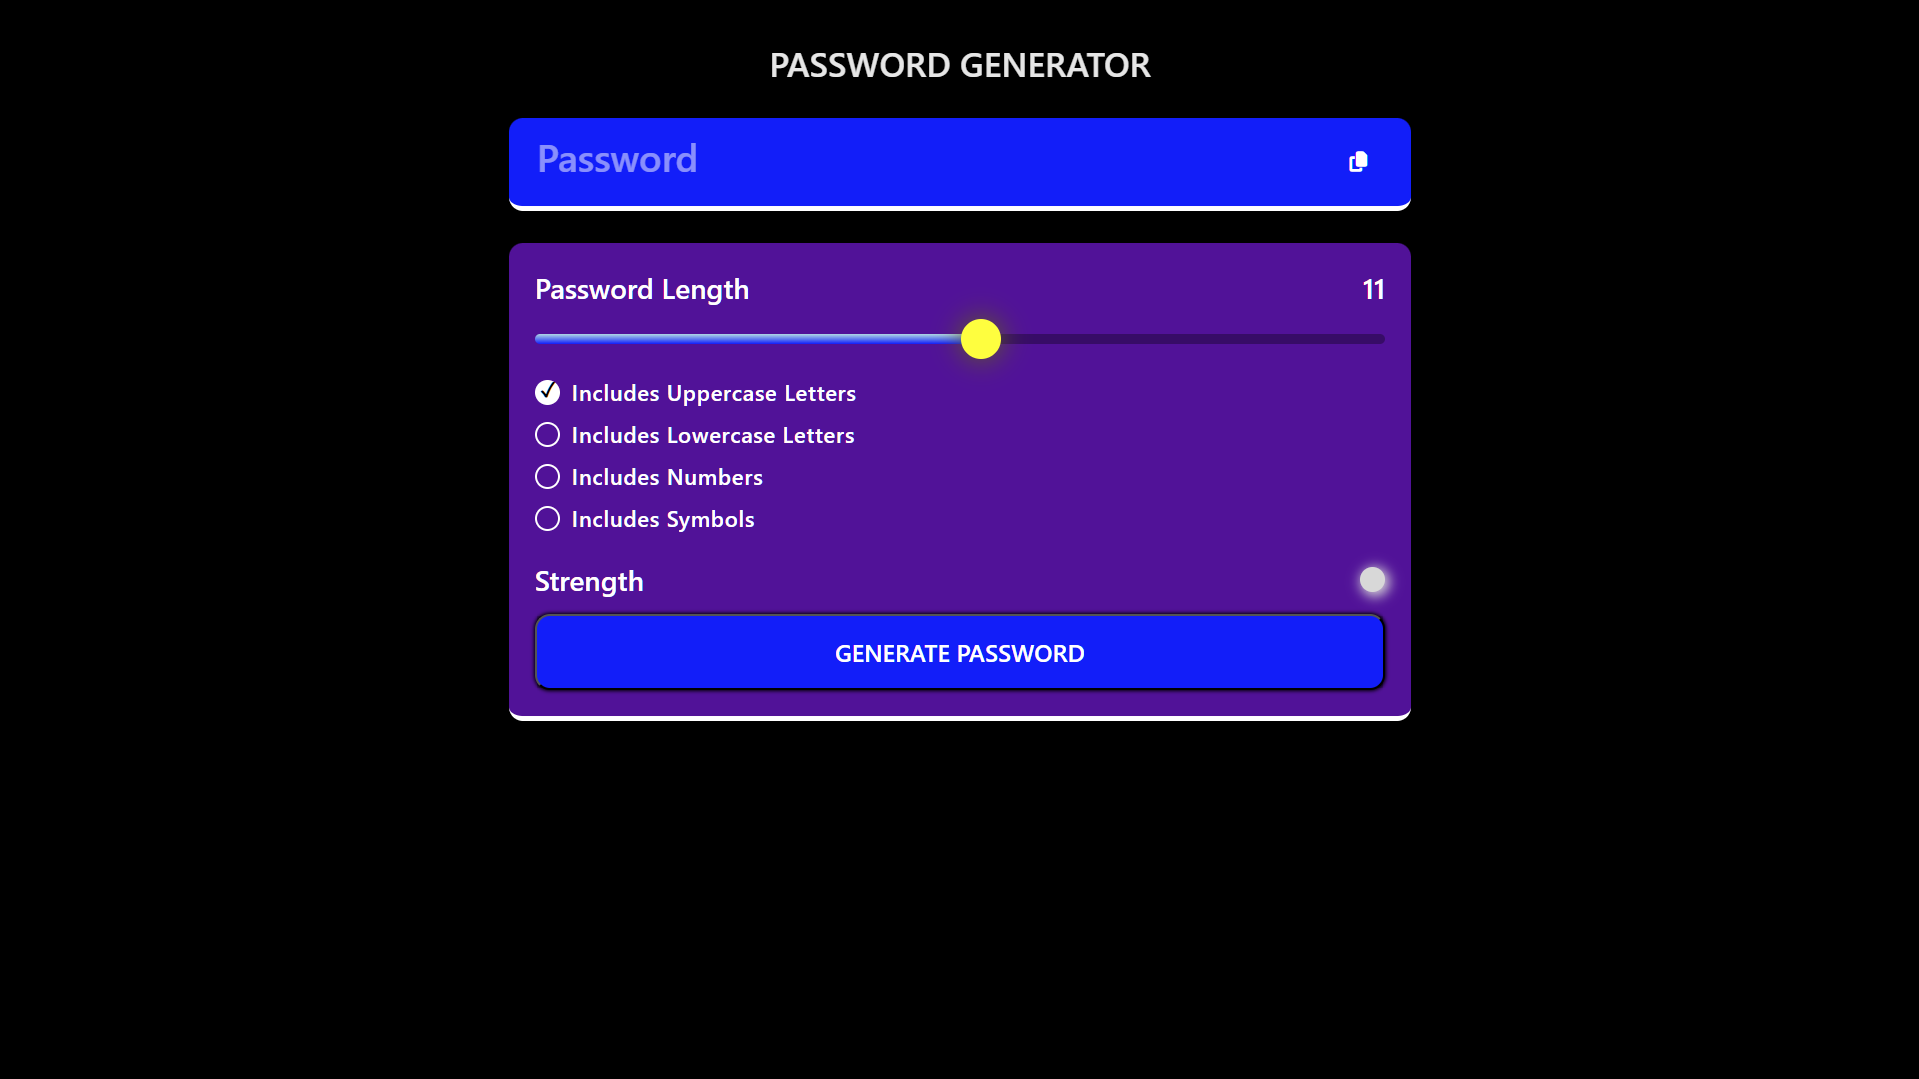 PASSWORD GENERATOR
Password
Password Length 11
Includes Uppercase Letters
Includes Lowercase Letters
Includes Numbers
Includes Symbols
Strength
GENERATE PASSWORD